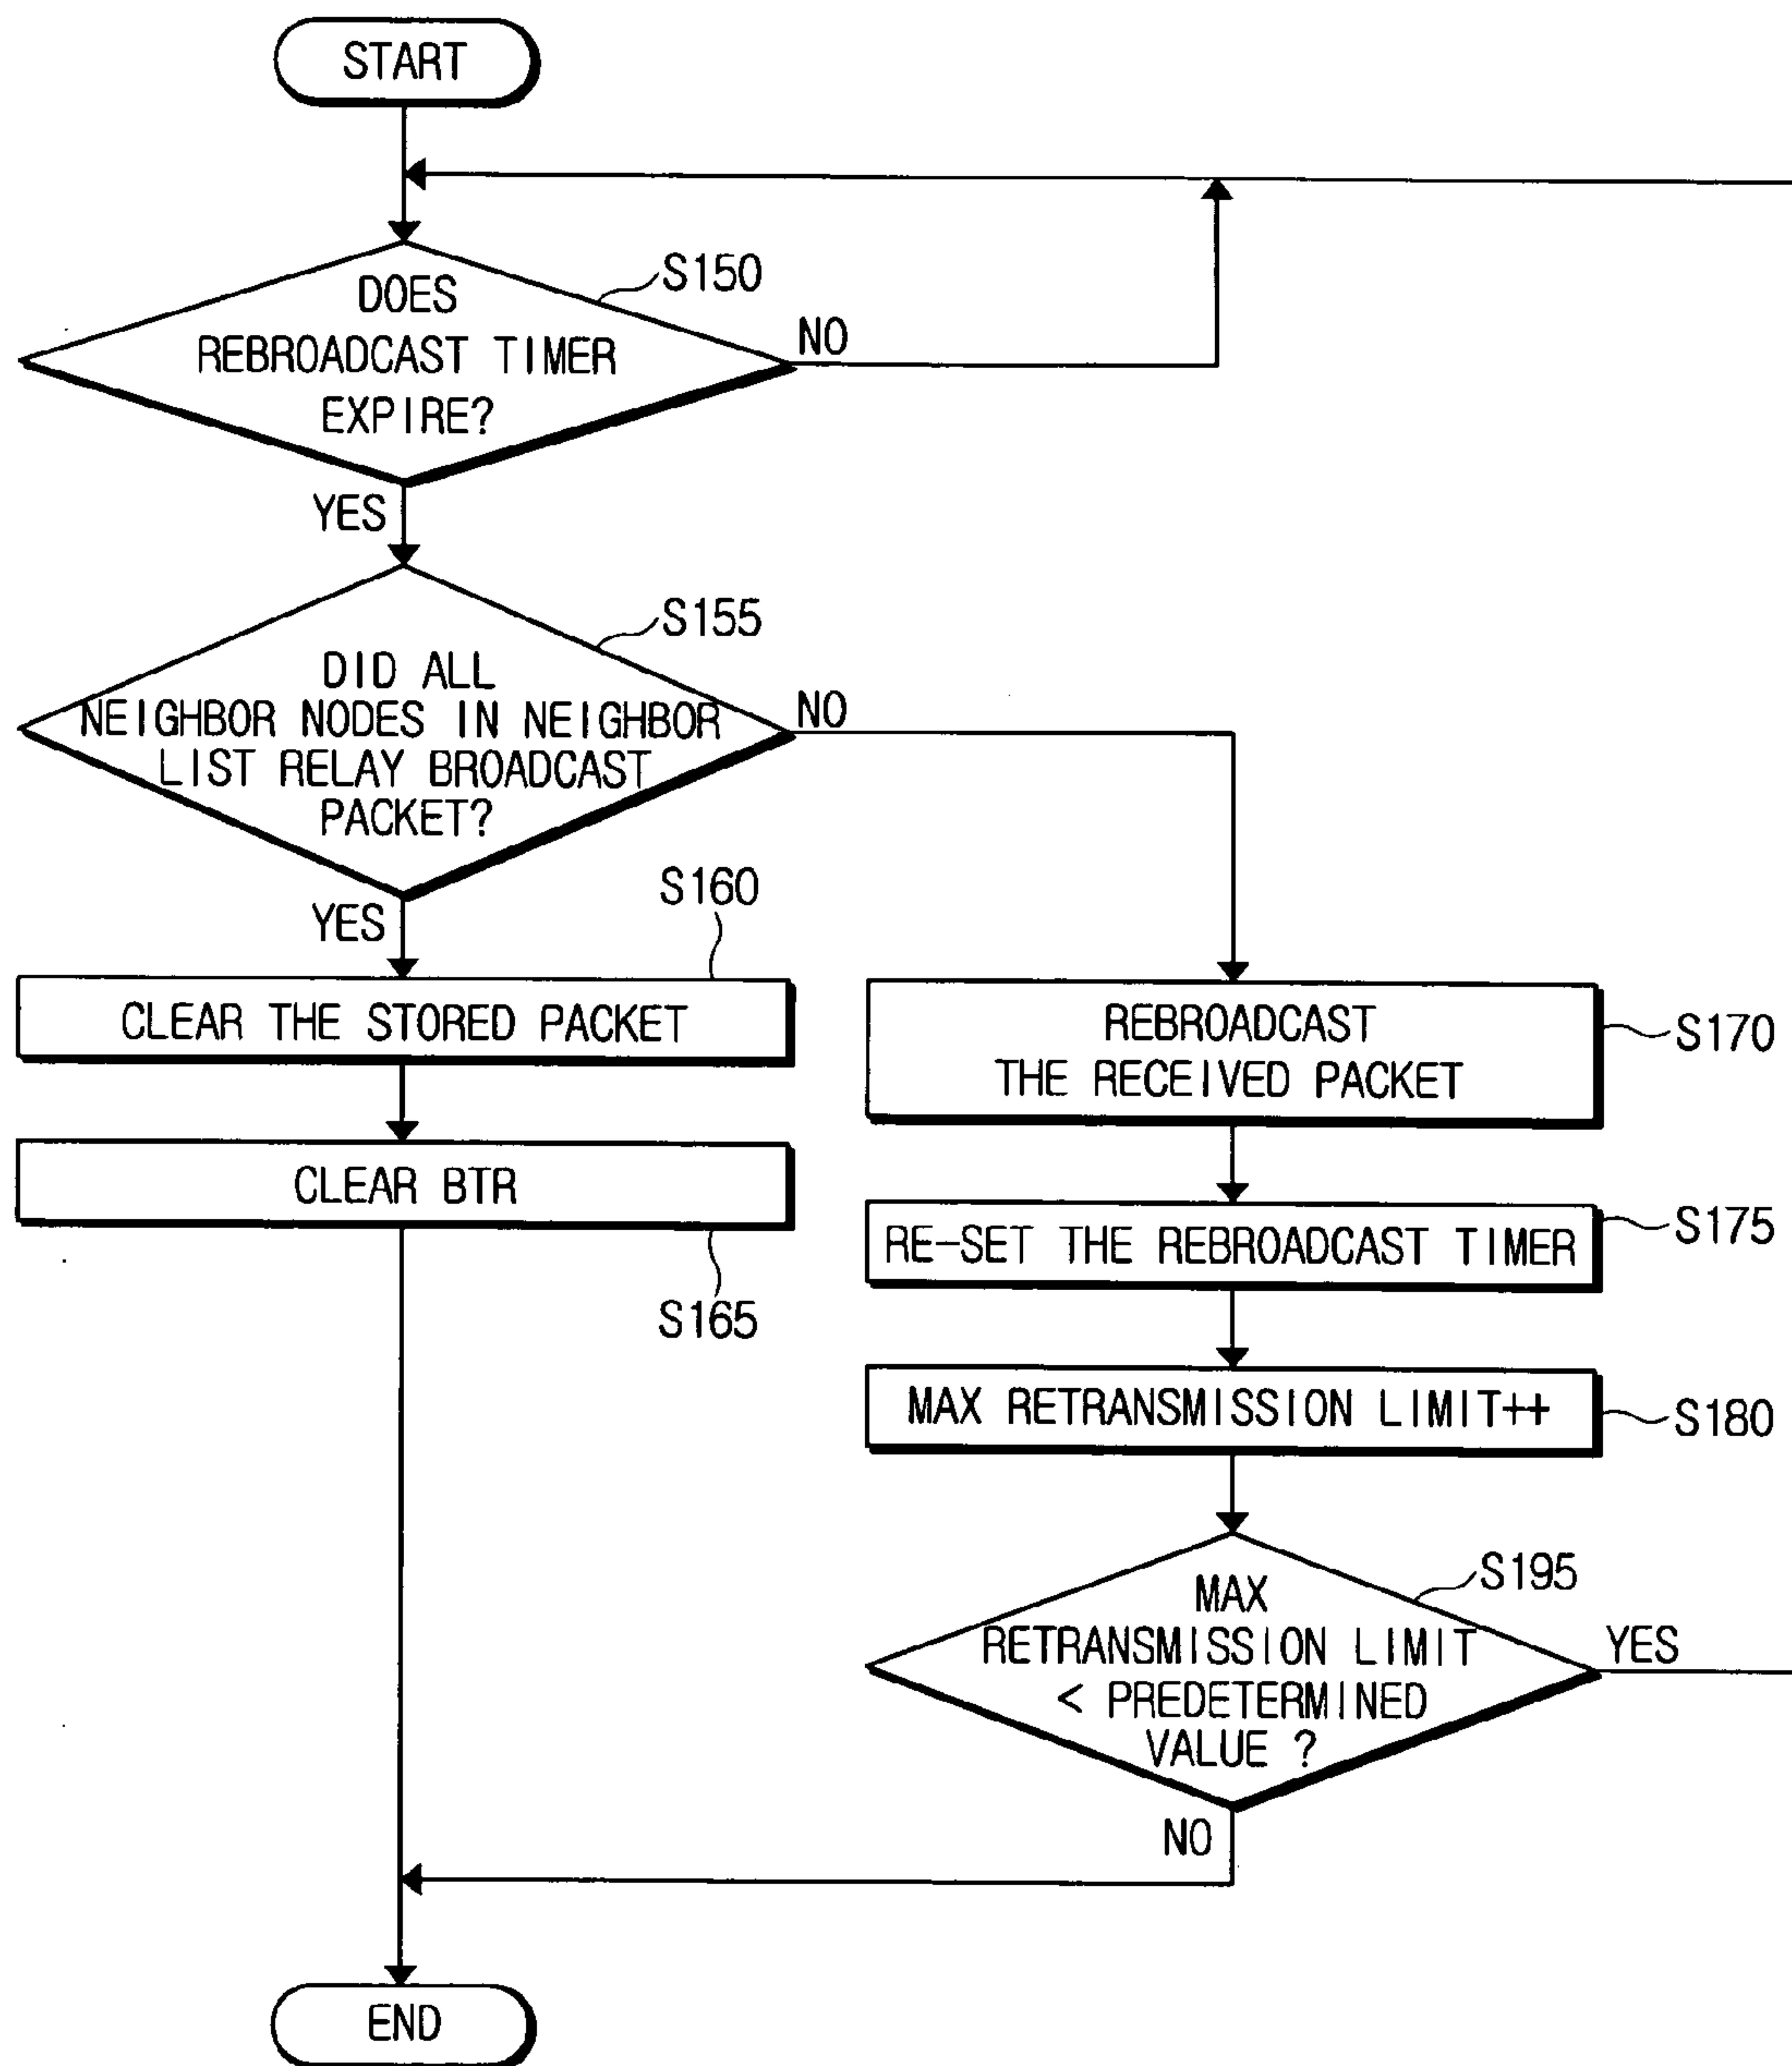 START
DOES
REBROADCAST TIMER
EXPIRE?
S150
NO
YES
DID ALL
NEIGHBOR NODES IN NEIGHBOR
LIST RELAY BROADCAST
PACKET?
S155
NO
YES
S160
CLEAR THE STORED PACKET
CLEAR BTR
S165
REBROADCAST
THE RECEIVED PACKET
S170
RE-SET THE REBROADCAST TIMER
S175
MAX RETRANSMISSION LIMIT++
S180
MAX
RETRANSMISSION LIMIT
< PREDETERMINED
VALUE ?
S195
YES
NO
END